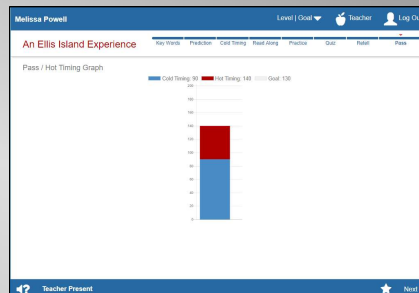 Melissa Powell Level | Goal Teacher Log Out
An Ellis Island Experience Key Words Prediction Cold Timing Read Along Practice Quiz Retell Pass
Pass / Hot Timing Graph
Cold Timing: 90 Hot Timing: 140 Goal: 130
200
180
160
140
120
100
80
60
40
20
0
Teacher Present Next